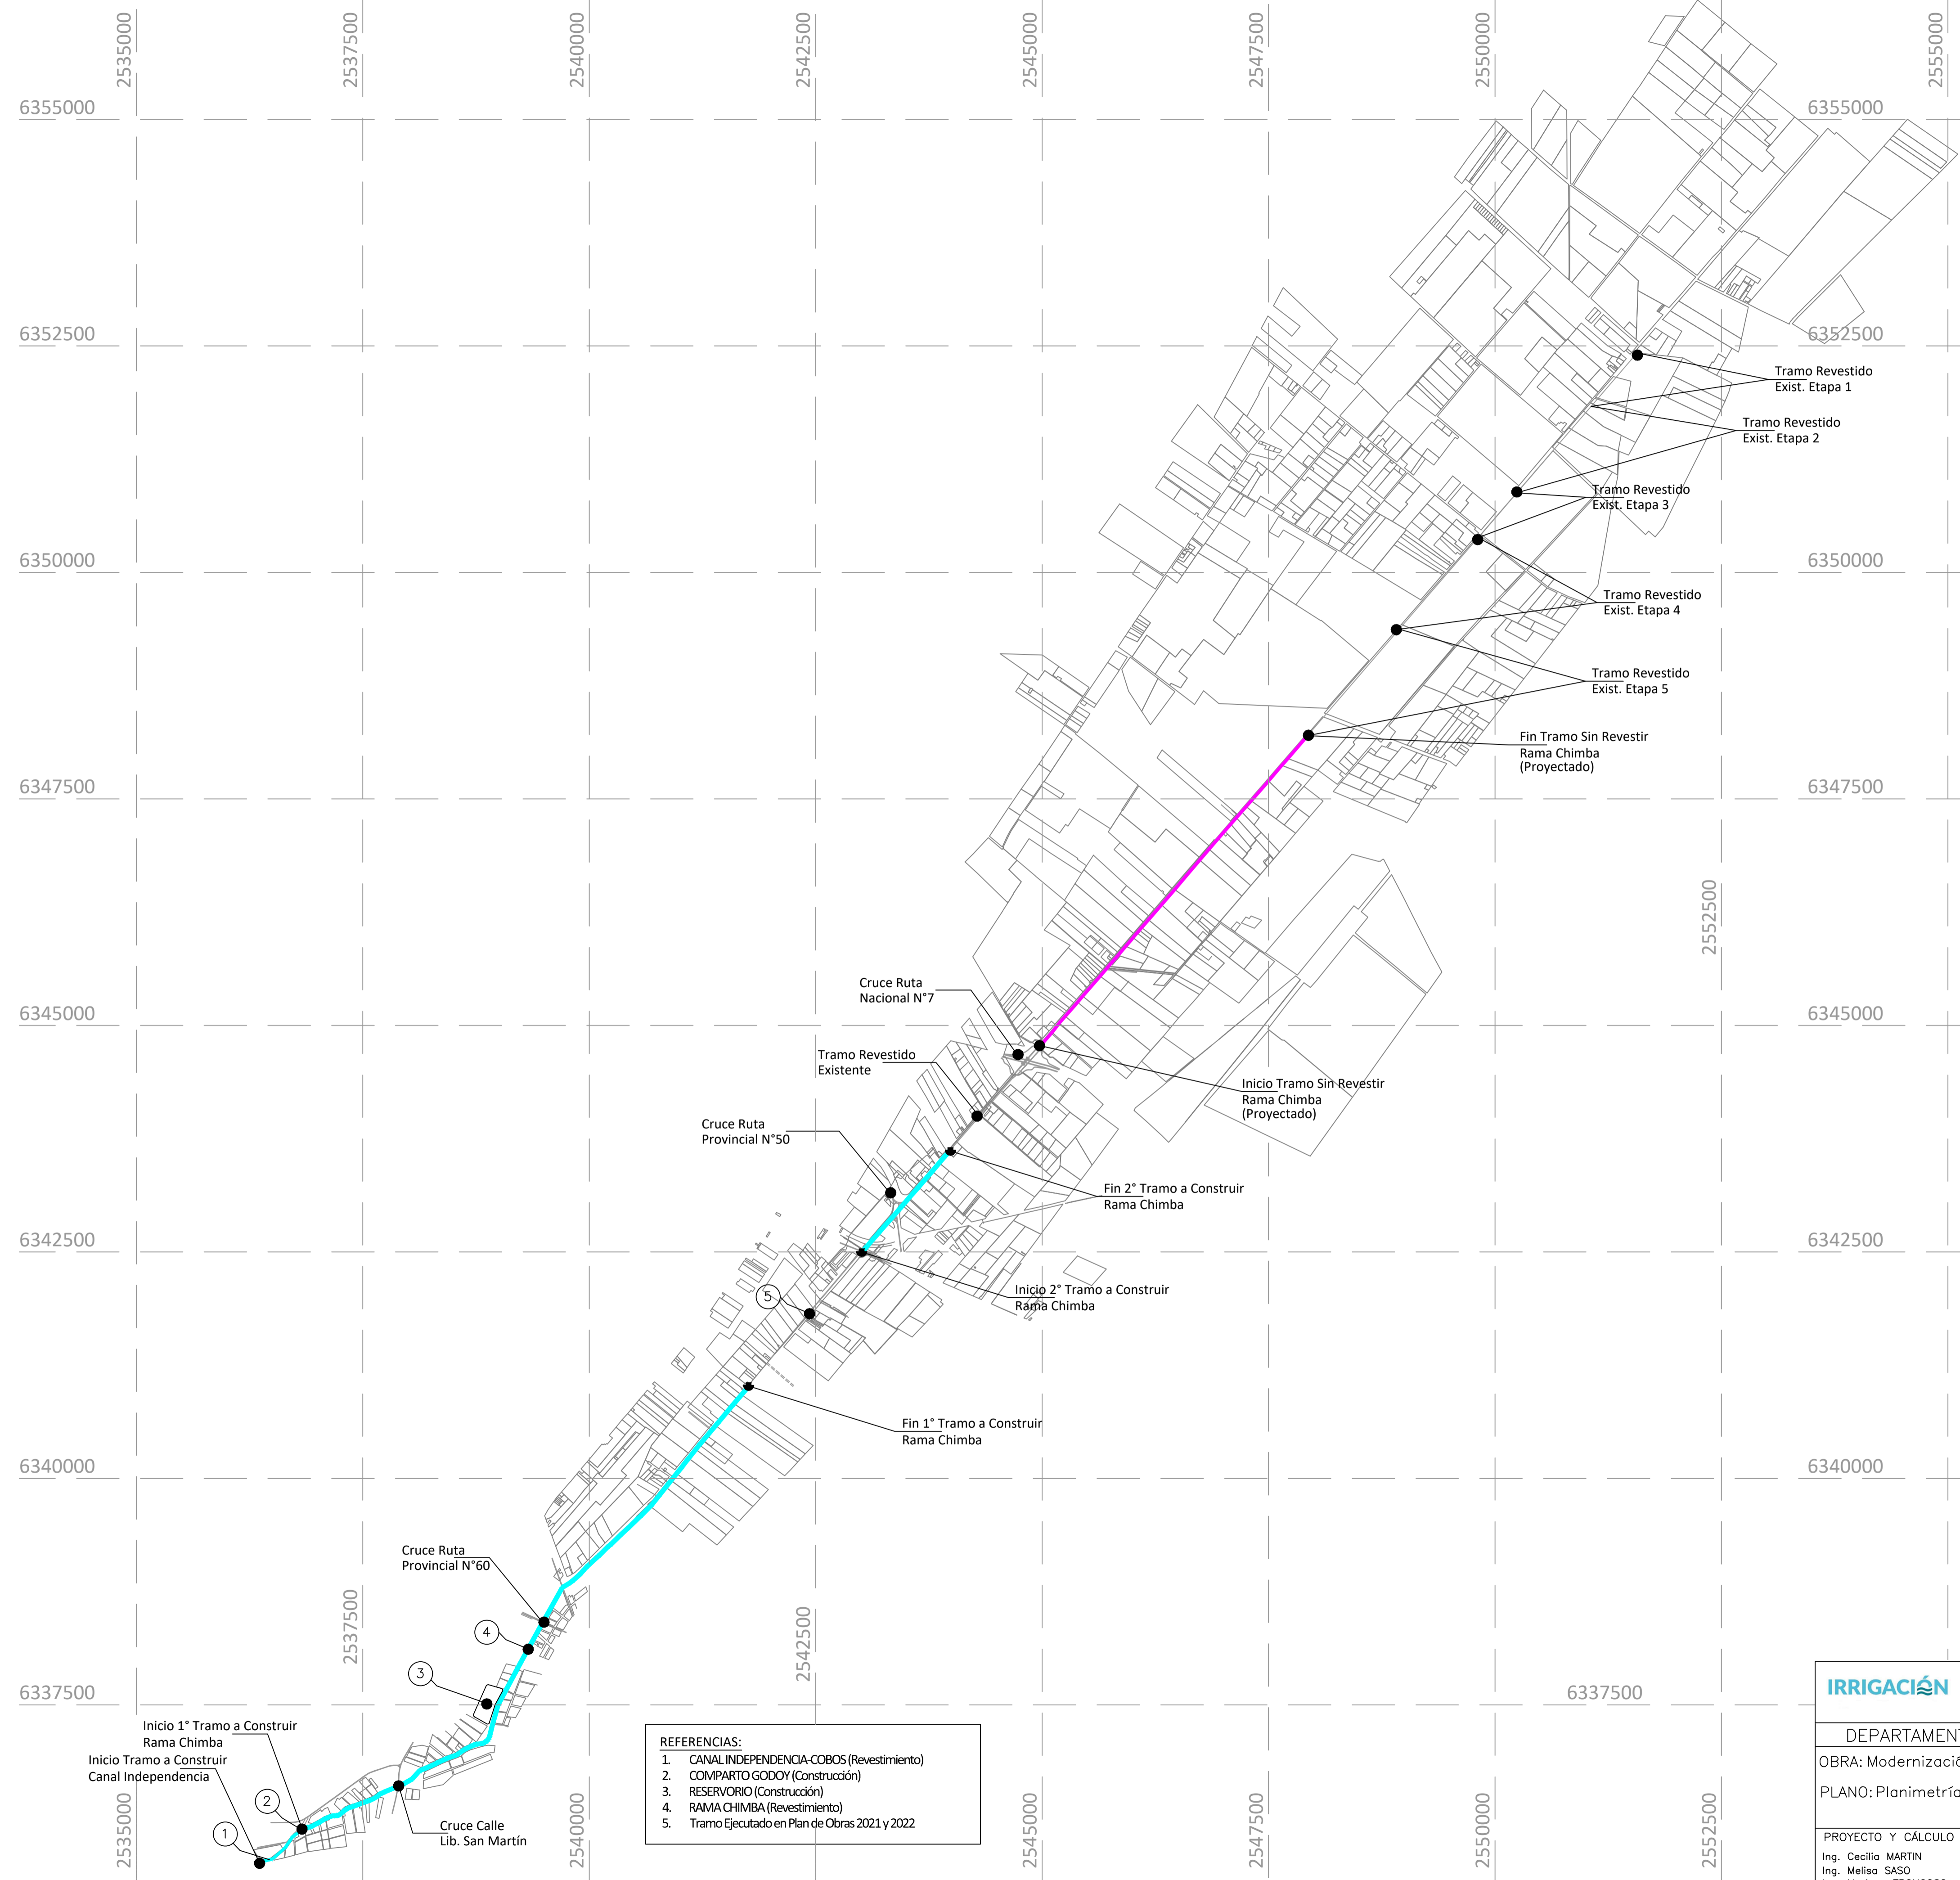 2535000
2537500
2540000
2542500
2545000
2547500
2550000
2555000
6355000
6355000
6352500
6352500
Tramo Revestido
Exist. Etapa 1
Tramo Revestido
Exist. Etapa 2
Tramo Revestido
Exist. Etapa 3
6350000
6350000
Tramo Revestido
Exist. Etapa 4
Tramo Revestido
Exist. Etapa 5
Fin Tramo Sin Revestir
Rama Chimba
(Proyectado)
6347500
6347500
2552500
Cruce Ruta
Nacional N°7
6345000
6345000
Tramo Revestido
Existente
Inicio Tramo Sin Revestir
Rama Chimba
(Proyectado)
Cruce Ruta
Provincial N°50
Fin 2° Tramo a Construir
Rama Chimba
6342500
6342500
5
Inicio 2° Tramo a Construir
Rama Chimba
Fin 1° Tramo a Construir
Rama Chimba
6340000
6340000
Cruce Ruta
Provincial N°60
2537500
2542500
4
3
6337500
6337500
IRRIGACIÓN
Inicio 1° Tramo a Construir
Rama Chimba
Inicio Tramo a Construir
Canal Independencia
REFERENCIAS:
1. CANAL INDEPENDENCIA-COBOS (Revestimiento)
2. COMPARTO GODOY (Construcción)
3. RESERVORIO (Construcción)
4. RAMA CHIMBA (Revestimiento)
5. Tramo Ejecutado en Plan de Obras 2021 y 2022
DEPARTAMEN
OBRA: Modernizació
PLANO: Planimetría
2
1
Cruce Calle
Lib. San Martín
2535000
2540000
2545000
2547500
2550000
2552500
PROYECTO Y CÁLCULO
Ing. Cecilia MARTIN
Ing. Melisa SASO